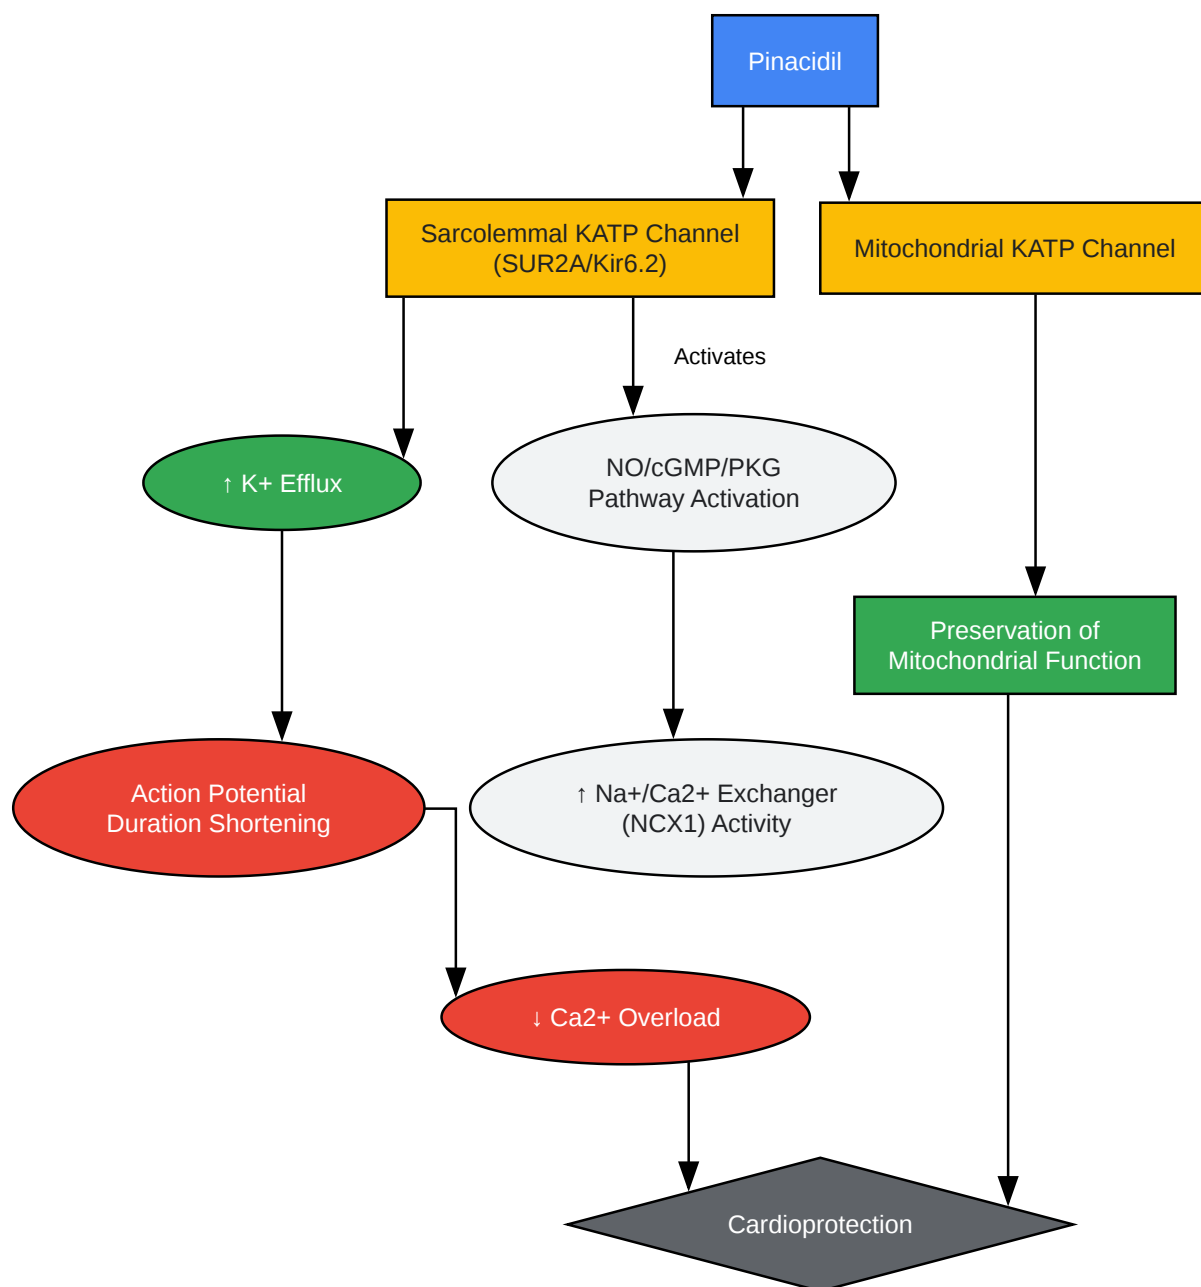 Pinacidil
Sarcolemmal KATP Channel
(SUR2A/Kir6.2)
Mitochondrial KATP Channel
Activates
↑ K+ Efflux
NO/cGMP/PKG
Pathway Activation
Preservation of
Mitochondrial Function
Action Potential
Duration Shortening
↑ Na+/Ca2+ Exchanger
(NCX1) Activity
↓ Ca2+ Overload
Cardioprotection